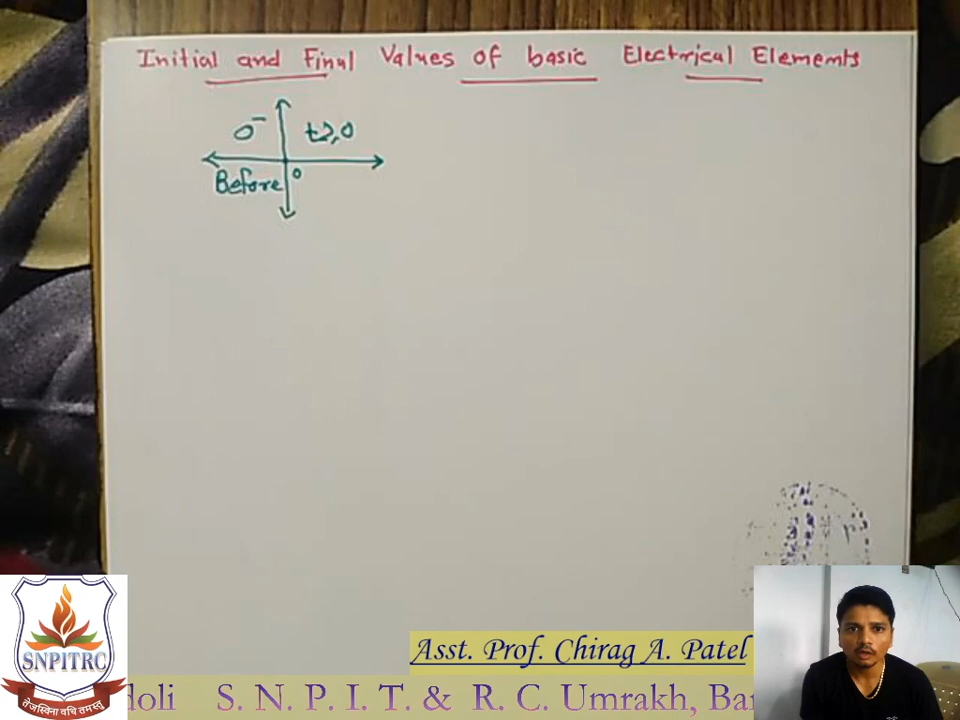 Initial and Final Values of basic Electrical Elements
0⁻ t≥0
Before 0
SNPITRC
तेजस्विना वधि तमस्तु
Asst. Prof. Chirag A. Patel
doli S. N. P. I. T. & R. C. Umrakh, Bar